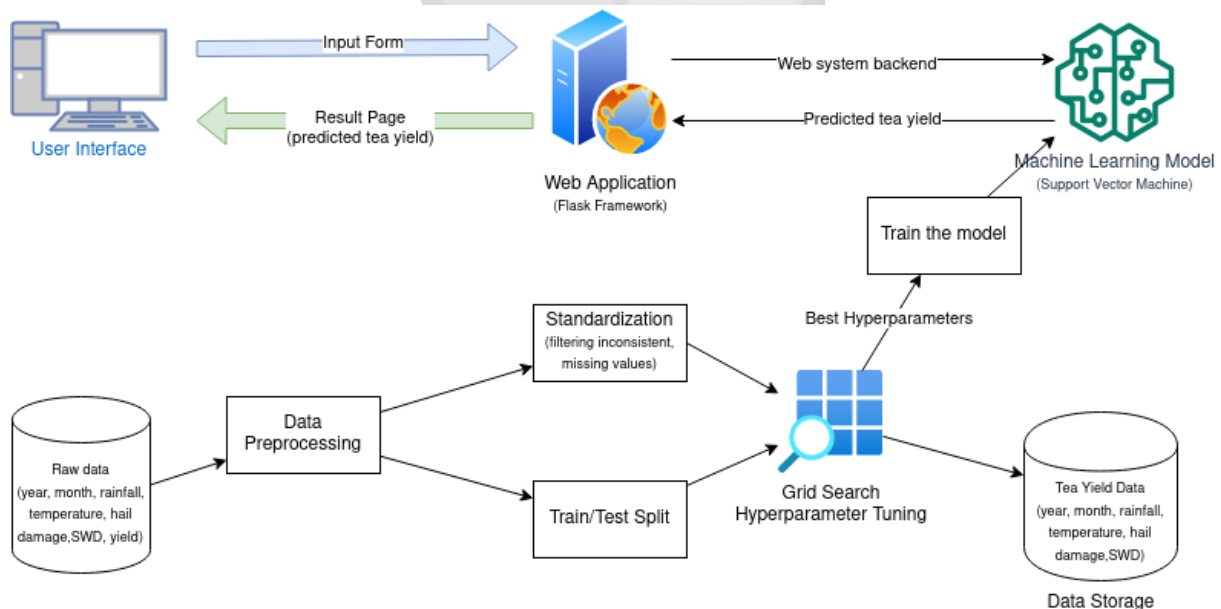 Input Form
Result Page
(predicted tea yield)
User Interface
Web Application
(Flask Framework)
Web system backend
Predicted tea yield
Machine Learning Model
(Support Vector Machine)
Train the model
Best Hyperparameters
Standardization
(filtering inconsistent,
missing values)
Data
Preprocessing
Raw data
(year, month, rainfall,
temperature, hail
damage,SWD, yield)
Train/Test Split
Grid Search
Hyperparameter Tuning
Tea Yield Data
(year, month, rainfall,
temperature, hail
damage,SWD)
Data Storage